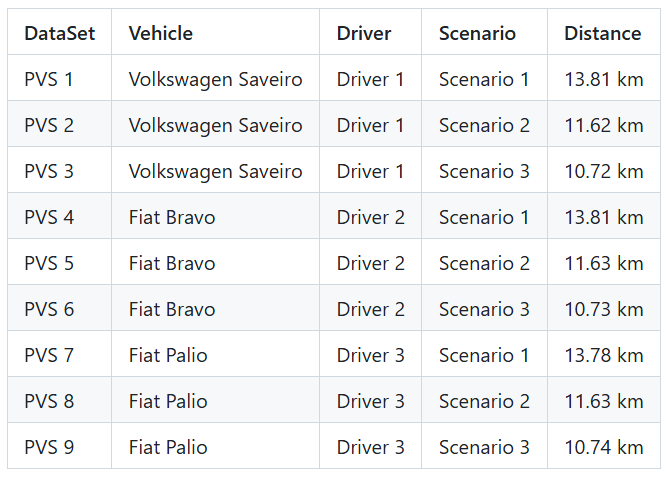 DataSet Vehicle Driver Scenario Distance
PVS 1 Volkswagen Saveiro Driver 1 Scenario 1 13.81 km
PVS 2 Volkswagen Saveiro Driver 1 Scenario 2 11.62 km
PVS 3 Volkswagen Saveiro Driver 1 Scenario 3 10.72 km
PVS 4 Fiat Bravo Driver 2 Scenario 1 13.81 km
PVS 5 Fiat Bravo Driver 2 Scenario 2 11.63 km
PVS 6 Fiat Bravo Driver 2 Scenario 3 10.73 km
PVS 7 Fiat Palio Driver 3 Scenario 1 13.78 km
PVS 8 Fiat Palio Driver 3 Scenario 2 11.63 km
PVS 9 Fiat Palio Driver 3 Scenario 3 10.74 km